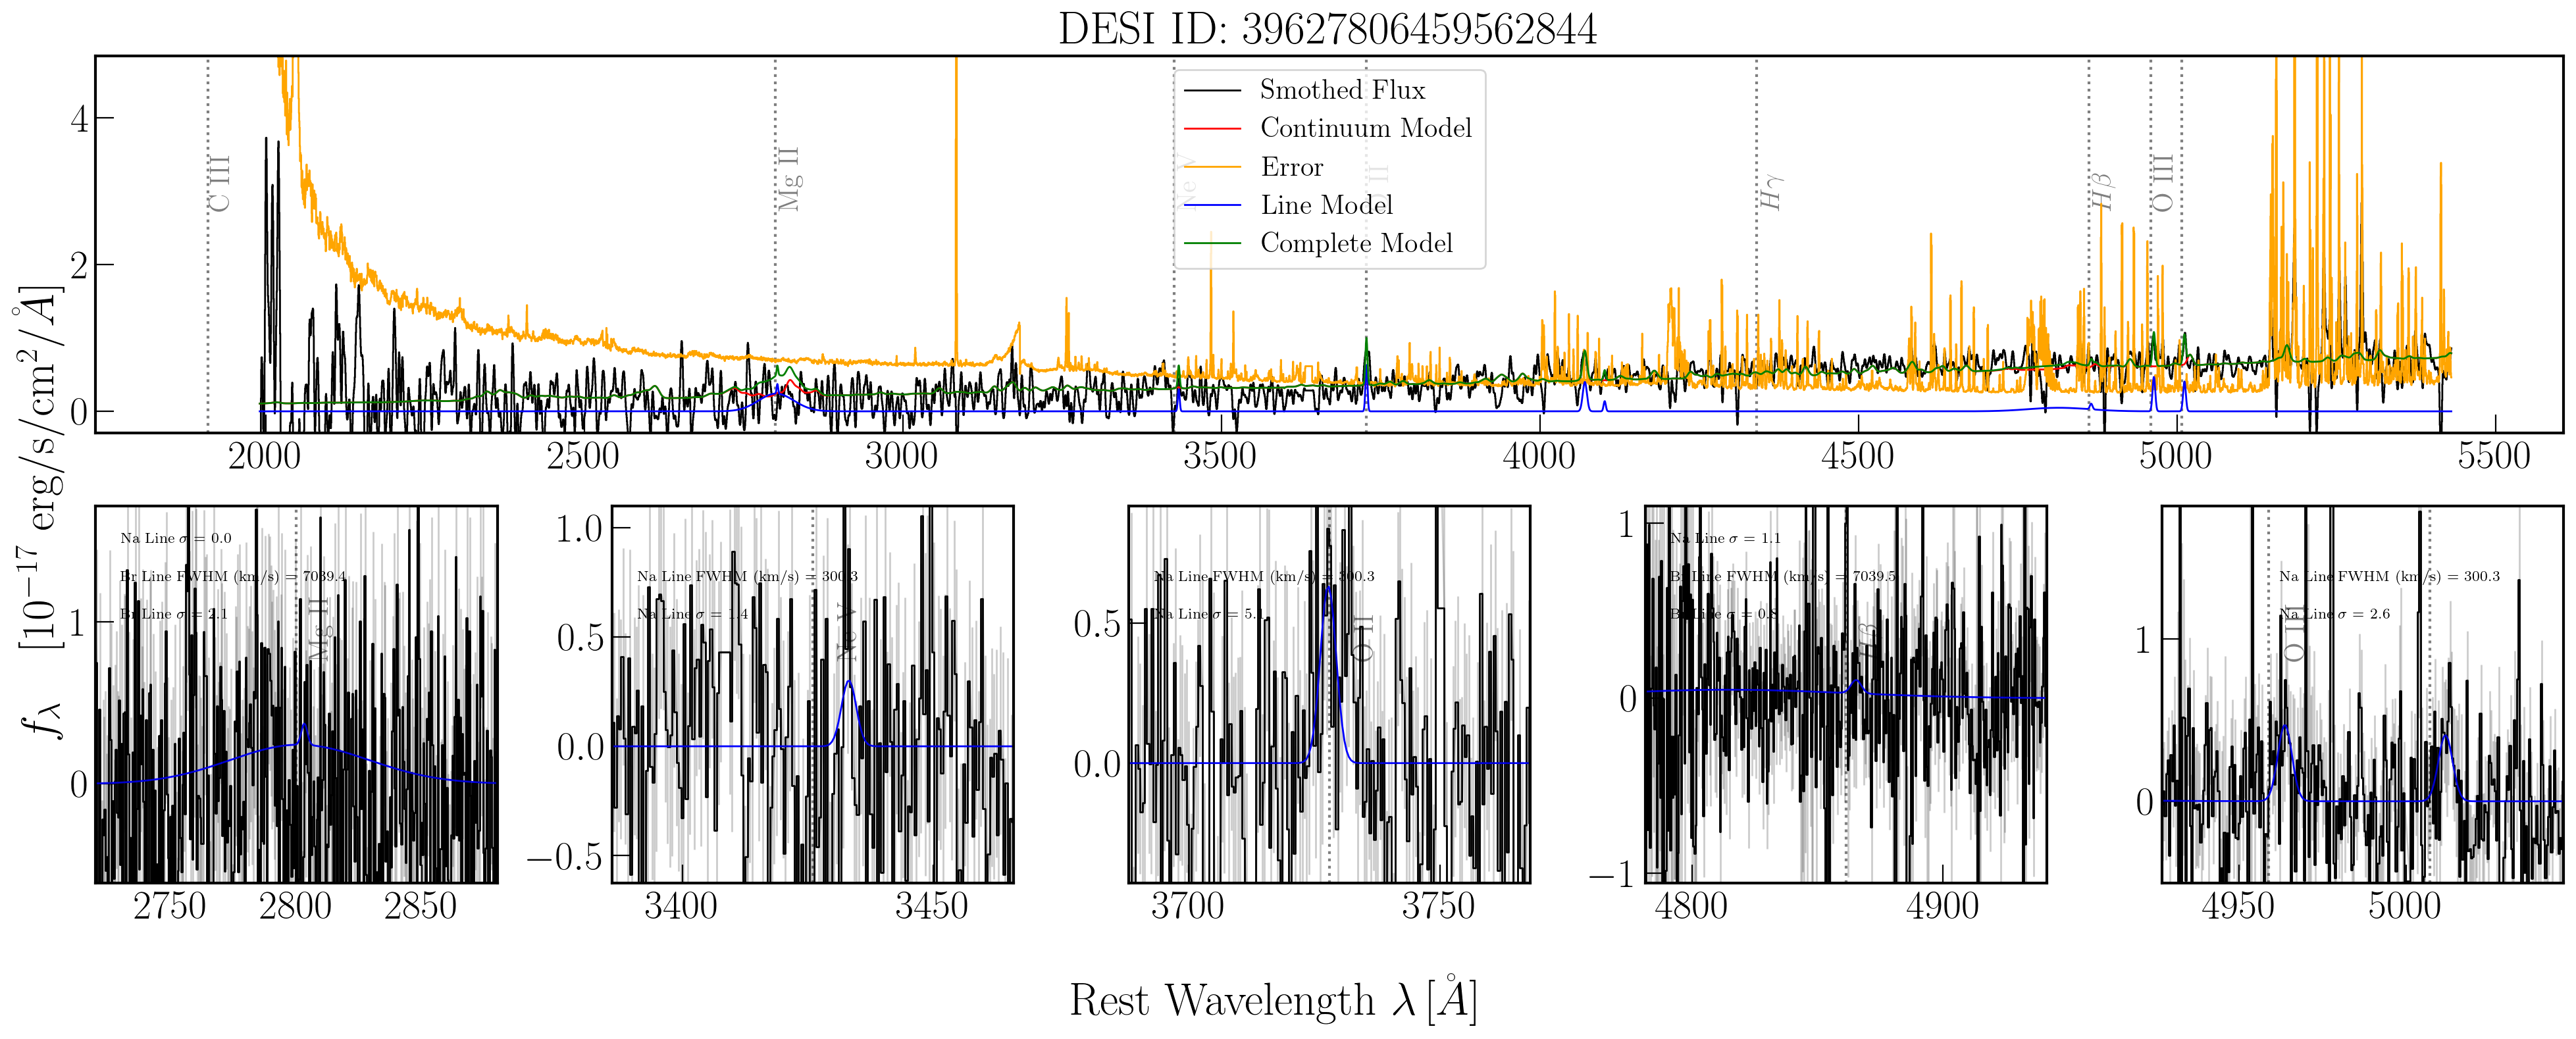 DESI ID: 39627806459562844
Smothed Flux
Continuum Model
Error
Line Model
Complete Model
C III
Mg II
Ne V
O II
Hγ
Hβ
O III
4
2
0
2000 2500 3000 3500 4000 4500 5000 5500
f_λ [10^{-17} erg/s/cm^2/Å]
Na Line σ = 0.0
Br Line FWHM (km/s) = 7039.4
Br Line σ = 2.1
Mg II
1
0
2750 2800 2850
Na Line FWHM (km/s) = 300.3
Na Line σ = 1.4
Ne V
1.0
0.5
0.0
−0.5
3400 3450
Na Line FWHM (km/s) = 300.3
O II
0.5
0.0
3700 3750
Na Line σ = 1.1
Br Line FWHM (km/s) = 7039.5
Br Line σ = 0.8
Hβ
1
0
−1
4800 4900
Na Line FWHM (km/s) = 300.3
Na Line σ = 2.6
O III
1
0
4950 5000
Rest Wavelength λ [Å]